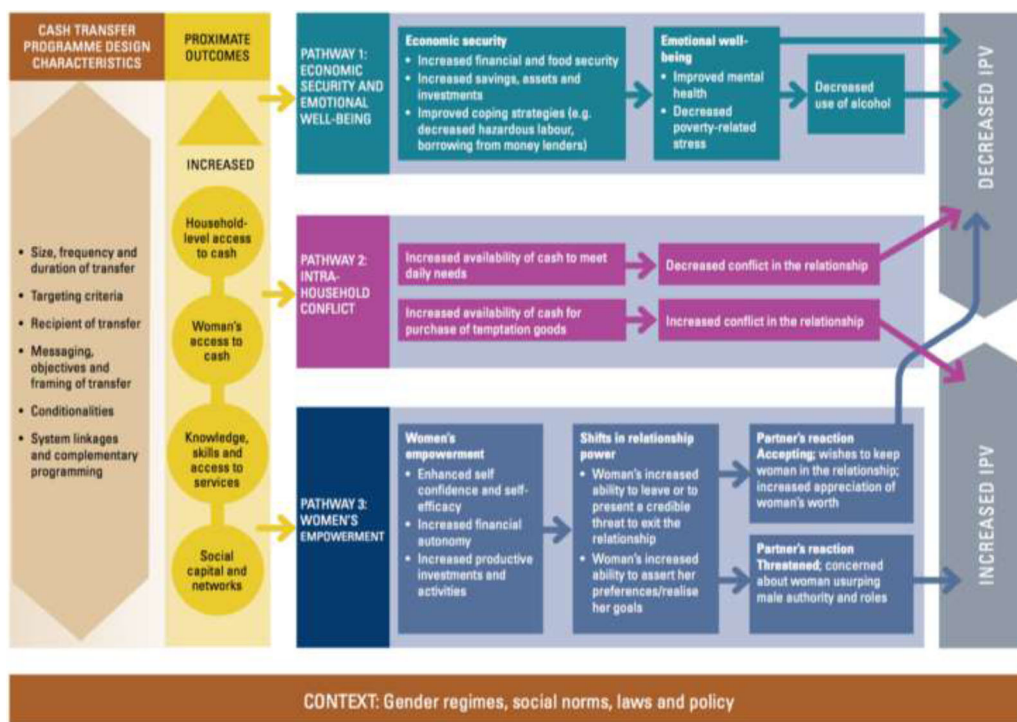 CASH TRANSFER
PROGRAMME DESIGN
CHARACTERISTICS
• Size, frequency and
duration of transfer
• Targeting criteria
• Recipient of transfer
• Messaging,
objectives and
framing of transfer
• Conditionalities
• System linkages
and complementary
programming
PROXIMATE
OUTCOMES
INCREASED
Household-
level access
to cash
Woman's
access to
cash
Knowledge,
skills and
access to
services
Social
capital and
networks
PATHWAY 1:
ECONOMIC
SECURITY AND
EMOTIONAL
WELL-BEING
Economic security
• Increased financial and food security
• Increased savings, assets and
investments
• Improved coping strategies (e.g.
decreased hazardous labour,
borrowing from money lenders)
Emotional well-
being
• Improved mental
health
• Decreased
poverty-related
stress
Decreased
use of alcohol
PATHWAY 2:
INTRA-
HOUSEHOLD
CONFLICT
Increased availability of cash to meet
daily needs
Decreased conflict in the relationship
Increased availability of cash for
purchase of temptation goods
Increased conflict in the relationship
PATHWAY 3:
WOMEN'S
EMPOWERMENT
Women's
empowerment
• Enhanced self
confidence and self-
efficacy
• Increased financial
autonomy
• Increased productive
investments and
activities
Shifts in relationship
power
• Woman's increased
ability to leave or to
present a credible
threat to exit the
relationship
• Woman's increased
ability to assert her
preferences/realise
her goals
Partner's reaction
Accepting; wishes to keep
woman in the relationship;
increased appreciation of
woman's worth
Partner's reaction
Threatened; concerned
about woman usurping
male authority and roles
DECREASED IPV
INCREASED IPV
CONTEXT: Gender regimes, social norms, laws and policy